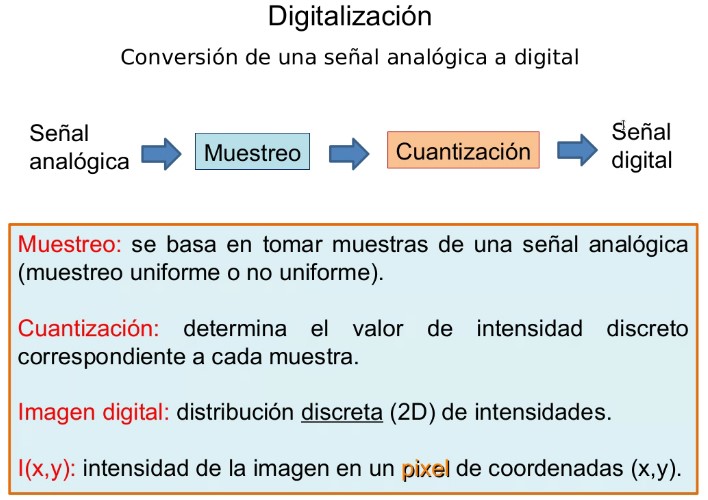 Digitalización
Conversión de una señal analógica a digital
Señal
analógica
Muestreo
Cuantización
Señal
digital
Muestreo: se basa en tomar muestras de una señal analógica
(muestreo uniforme o no uniforme).
Cuantización: determina el valor de intensidad discreto
correspondiente a cada muestra.
Imagen digital: distribución discreta (2D) de intensidades.
I(x,y): intensidad de la imagen en un pixel de coordenadas (x,y).